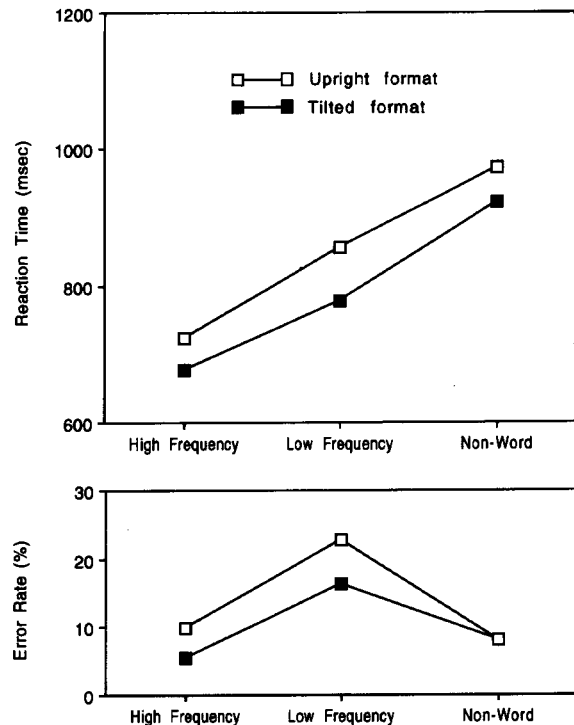 1200
Upright format
Tilted format
1000
Reaction Time (msec)
800
600
High Frequency Low Frequency Non-Word
30
20
Error Rate (%)
10
0
High Frequency Low Frequency Non-Word